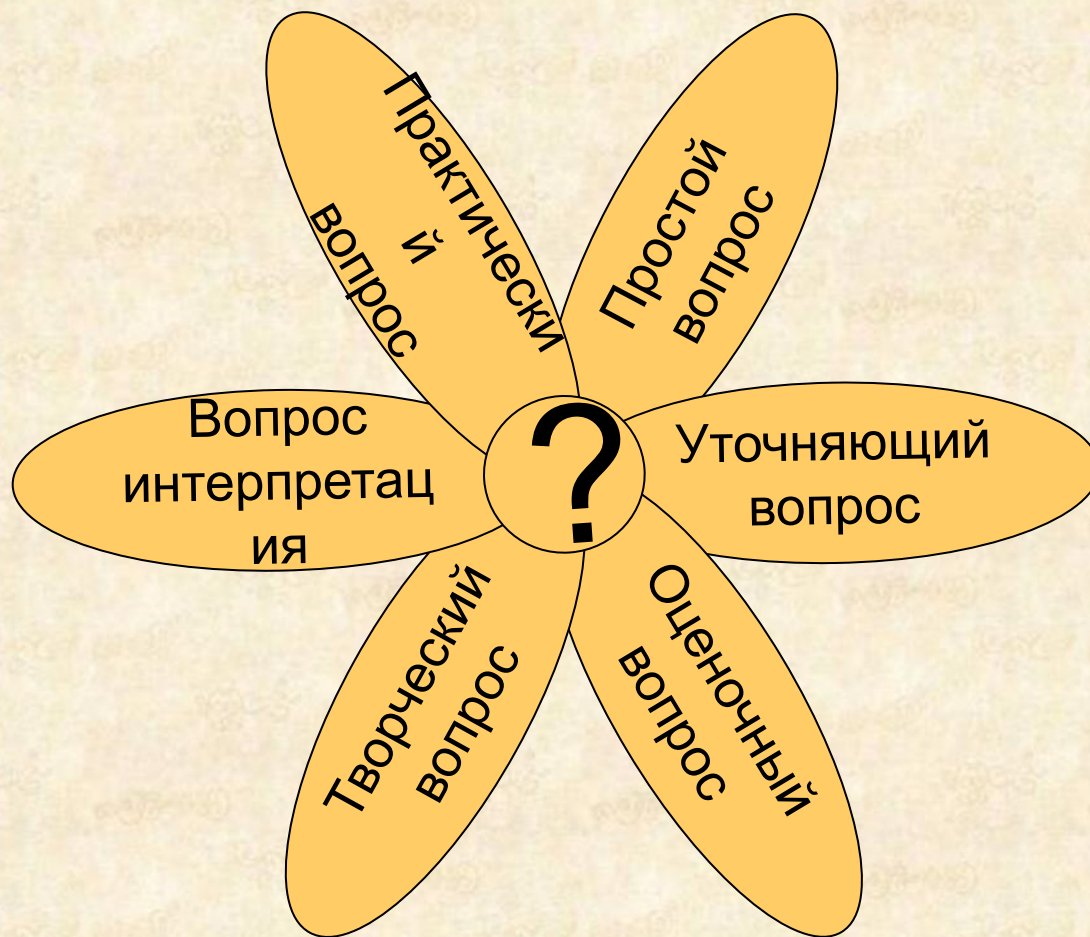 Практически
й
вопрос
Простой
вопрос
Вопрос
интерпретац
ия
?
Уточняющий
вопрос
Творческий
вопрос
Оценочный
вопрос